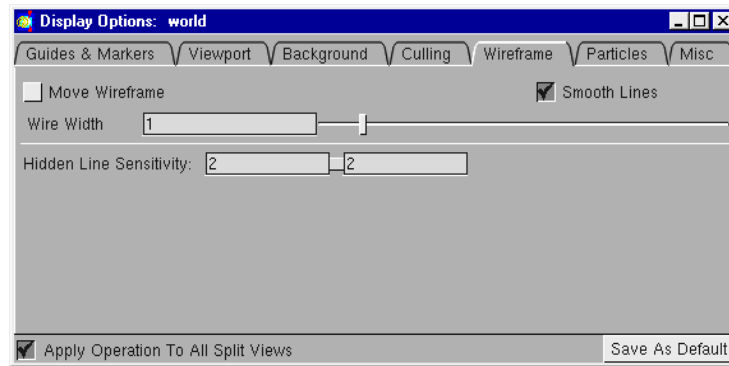 Display Options: world
Guides & Markers Viewport Background Culling Wireframe Particles Misc
Move Wireframe Smooth Lines
Wire Width 1
Hidden Line Sensitivity: 2 2
Apply Operation To All Split Views Save As Default